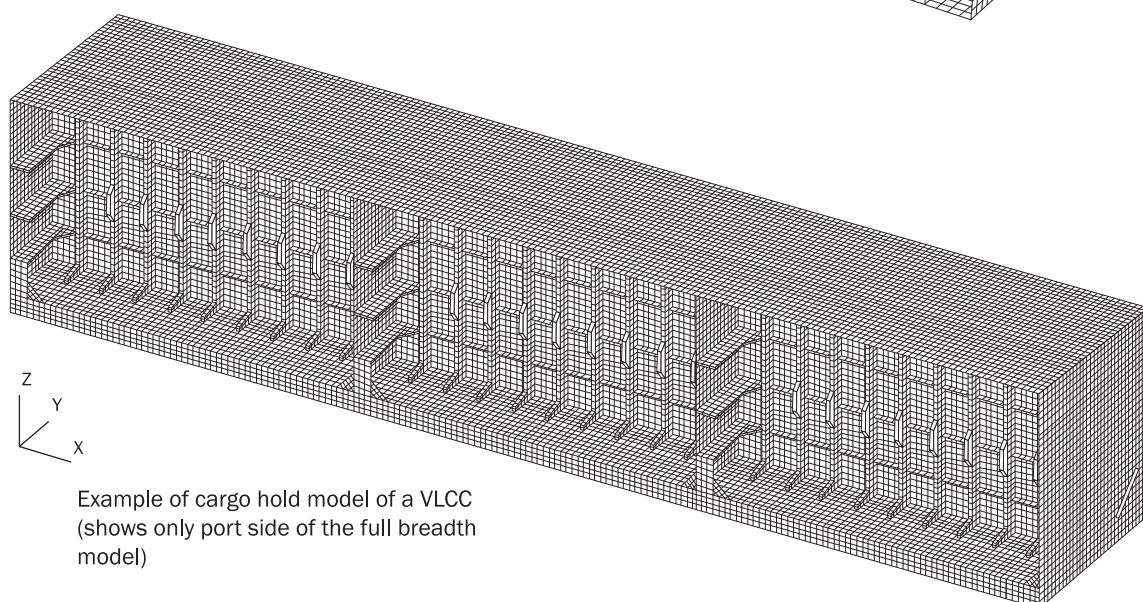 Z
Y
X
Example of cargo hold model of a VLCC
(shows only port side of the full breadth
model)